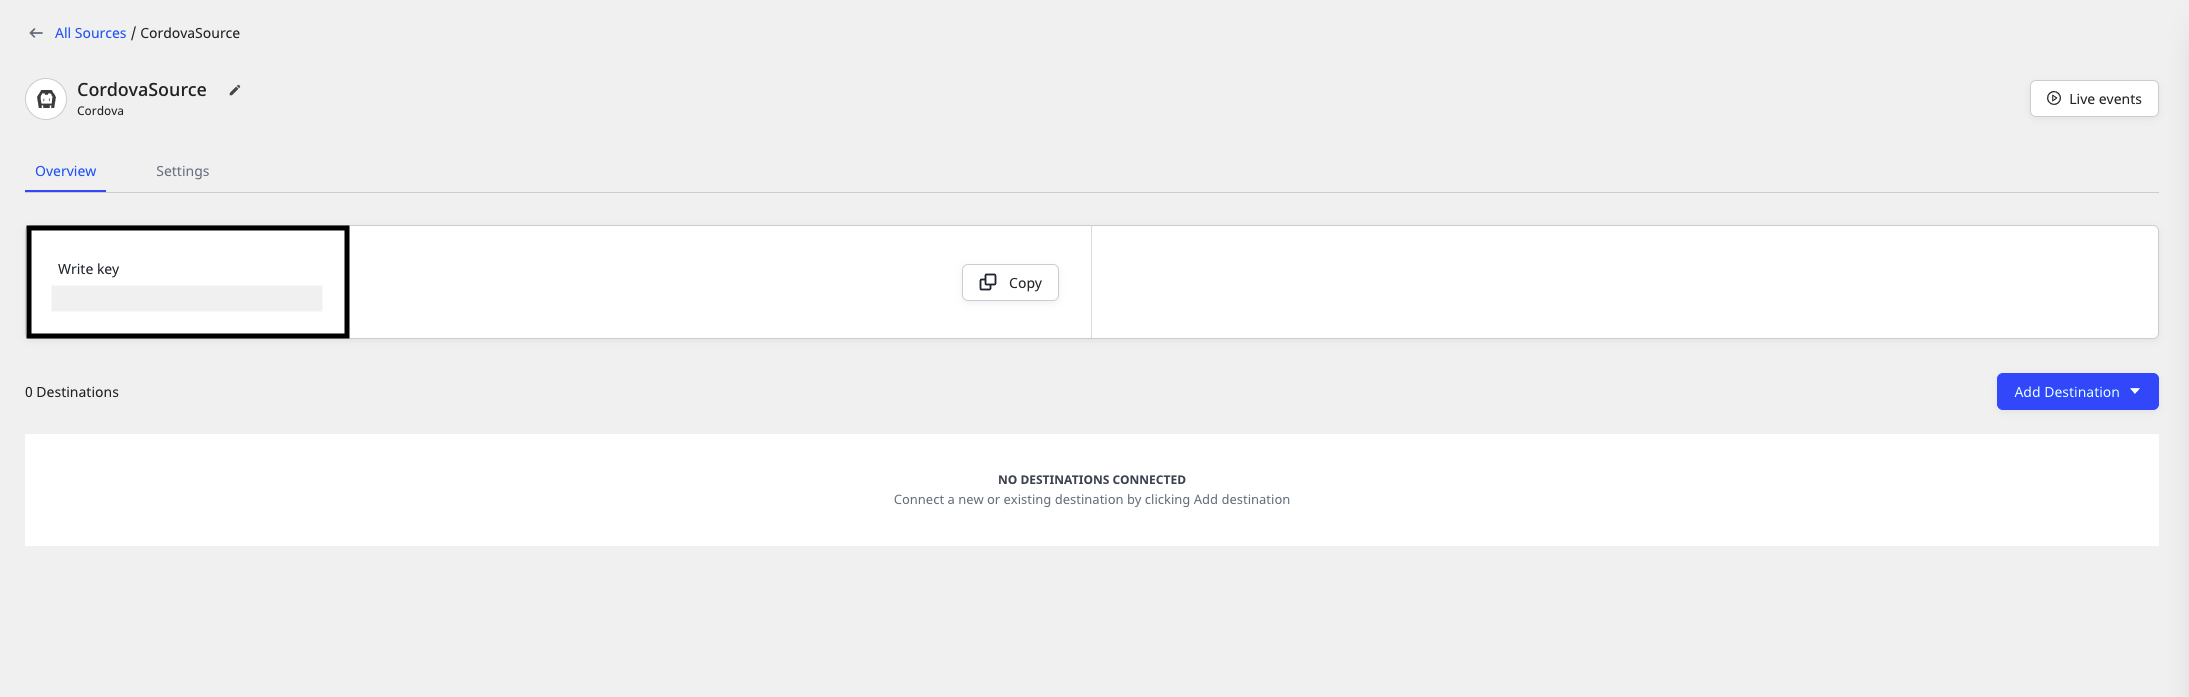 All Sources / CordovaSource
CordovaSource
Cordova
Live events
Overview
Settings
Write key
Copy
0 Destinations
Add Destination
NO DESTINATIONS CONNECTED
Connect a new or existing destination by clicking Add destination